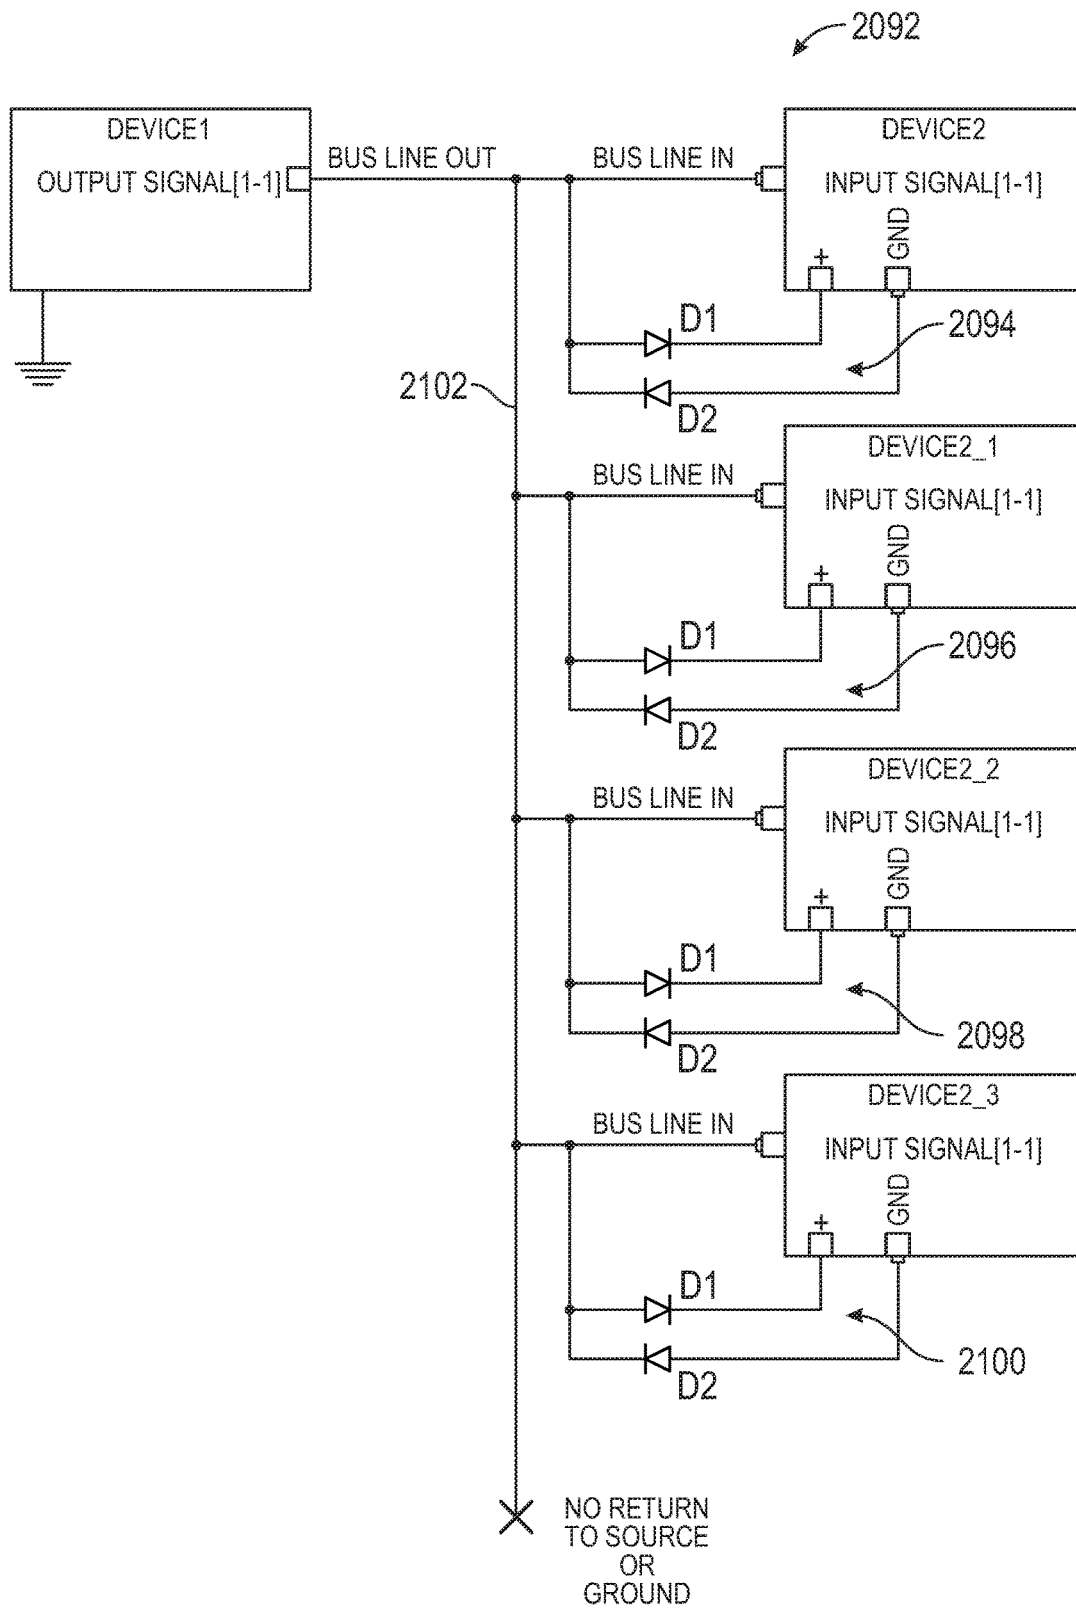 2092
DEVICE1
OUTPUT SIGNAL[1-1]
BUS LINE OUT
BUS LINE IN
DEVICE2
INPUT SIGNAL[1-1]
+
GND
D1
D2
2094
2102
BUS LINE IN
DEVICE2_1
INPUT SIGNAL[1-1]
+
GND
D1
D2
2096
BUS LINE IN
DEVICE2_2
INPUT SIGNAL[1-1]
+
GND
D1
D2
2098
BUS LINE IN
DEVICE2_3
INPUT SIGNAL[1-1]
+
GND
D1
D2
2100
NO RETURN
TO SOURCE
OR
GROUND